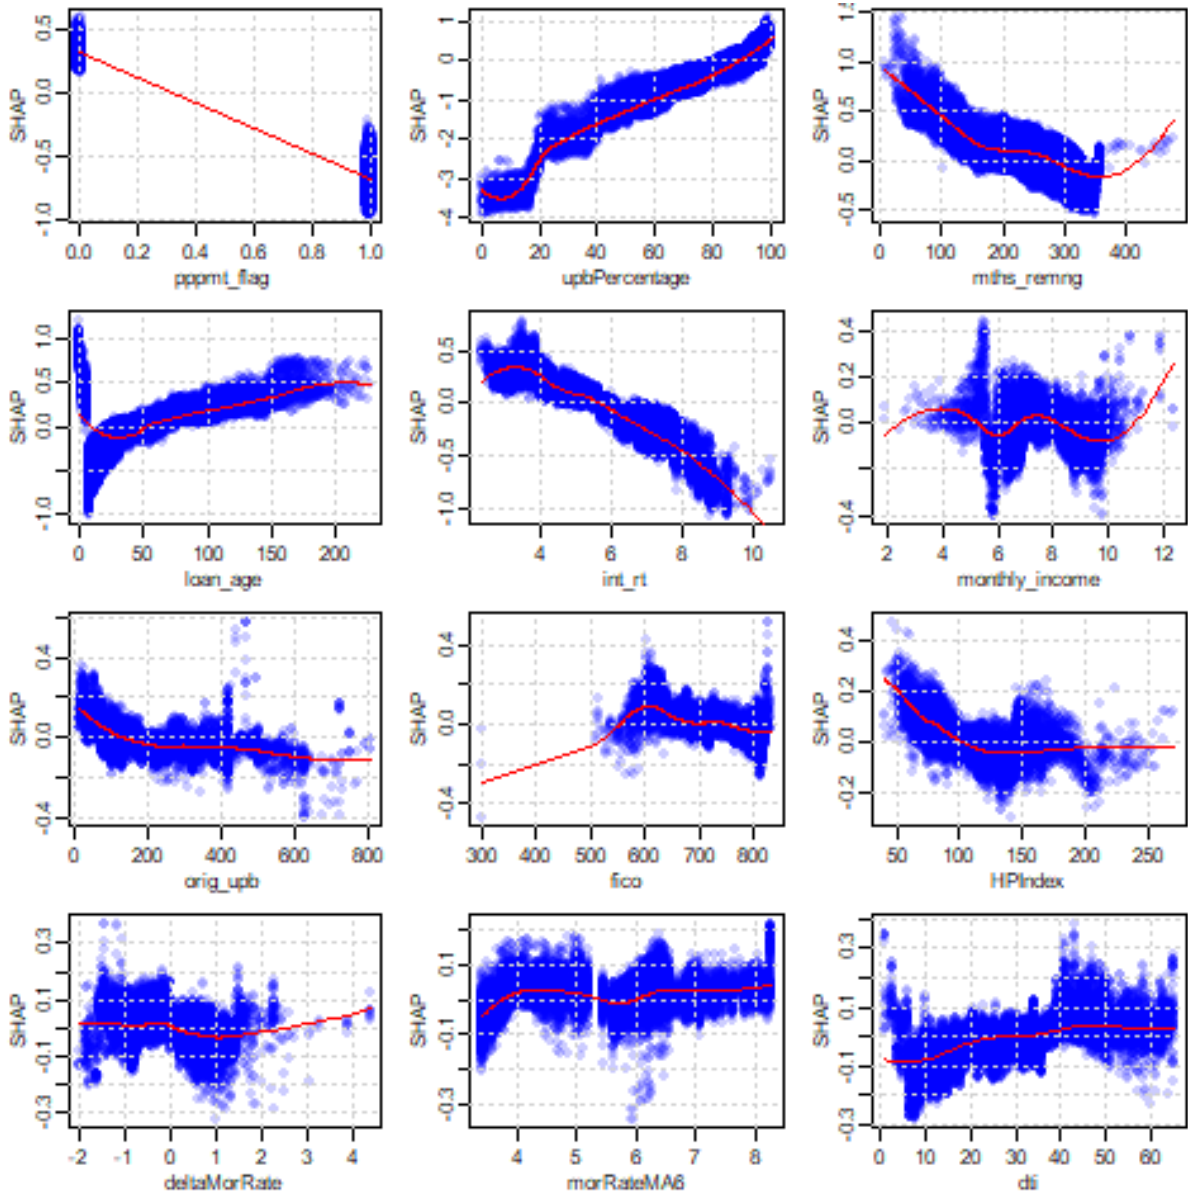 SHAP
0.5
0.0
-0.5
-1.0
0.0 0.2 0.4 0.6 0.8 1.0
pppmt_flag
SHAP
1
0
-1
-2
-3
-4
0 20 40 60 80 100
upbPercentage
SHAP
1.5
1.0
0.5
0.0
-0.5
0 100 200 300 400
mths_remng
SHAP
1.0
0.5
0.0
-1.0
0 50 100 150 200
loan_age
SHAP
0.5
0.0
-0.5
-1.0
4 6 8 10
int_rt
SHAP
0.4
0.2
0.0
-0.4
2 4 6 8 10 12
monthly_income
SHAP
0.4
0.0
-0.4
0 200 400 600 800
orig_upb
SHAP
0.4
0.0
-0.4
300 500 600 700 800
fico
SHAP
0.4
0.2
0.0
-0.2
50 100 150 200 250
HPIndex
SHAP
0.3
0.1
-0.1
-0.3
-2 -1 0 1 2 3 4
deltaMorRate
SHAP
0.1
-0.1
-0.3
4 5 6 7 8
morRateMA6
SHAP
0.3
0.1
-0.1
-0.3
0 10 20 30 40 50 60
dti